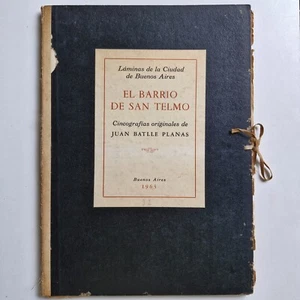 Láminas de la Ciudad
de Buenos Aires
EL BARRIO
DE SAN TELMO
Cincografías originales de
JUAN BATLLE PLANAS
Buenos Aires